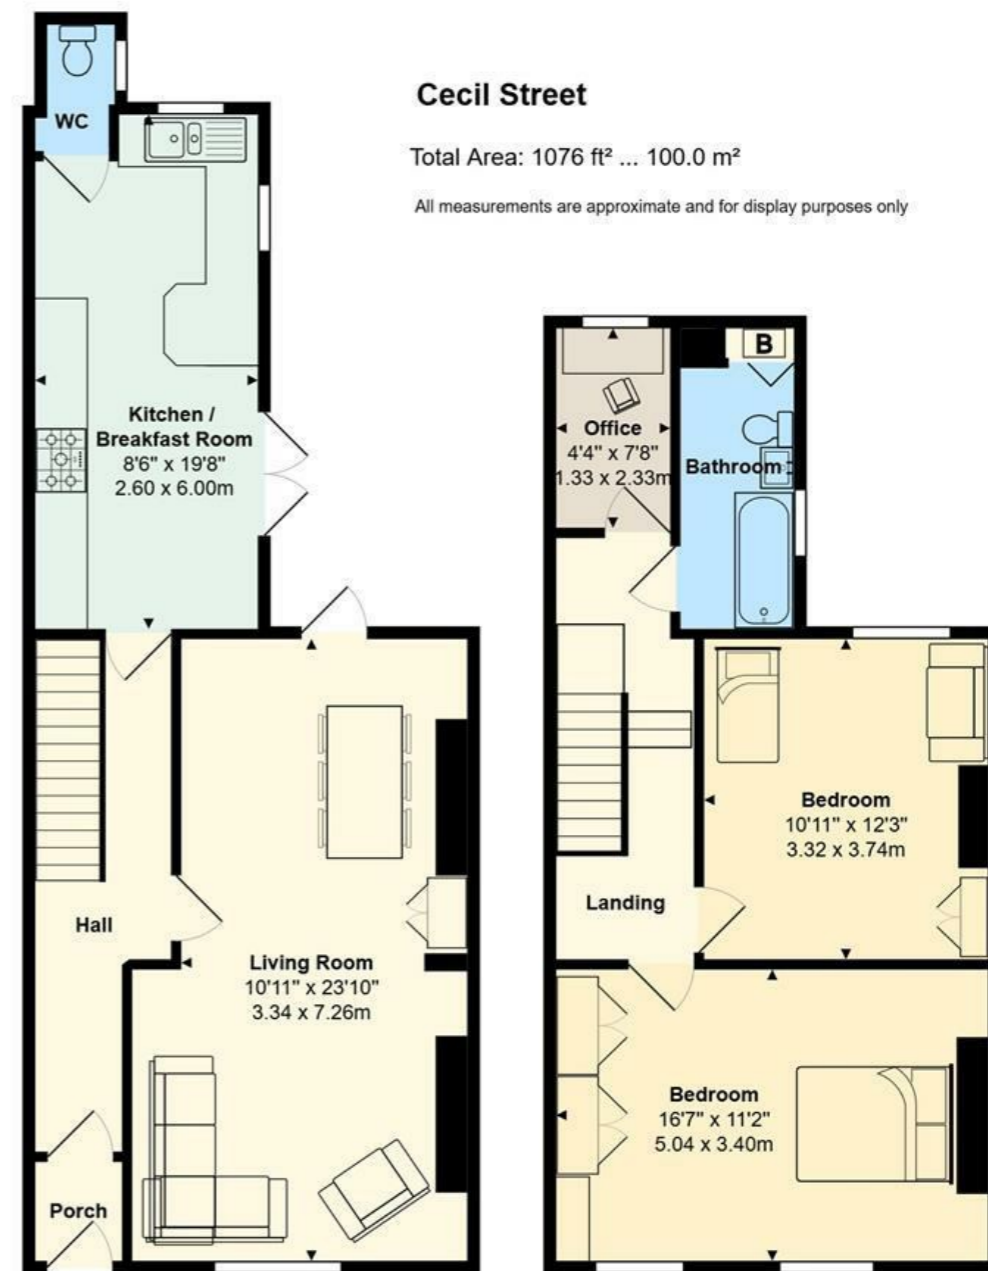 Cecil Street
Total Area: 1076 ft² ... 100.0 m²
All measurements are approximate and for display purposes only
WC
Kitchen /
Breakfast Room
8'6" x 19'8"
2.60 x 6.00m
Hall
Living Room
10'11" x 23'10"
3.34 x 7.26m
Porch
B
Office
4'4" x 7'8"
1.33 x 2.33m
Bathroom
Bedroom
10'11" x 12'3"
3.32 x 3.74m
Landing
Bedroom
16'7" x 11'2"
5.04 x 3.40m